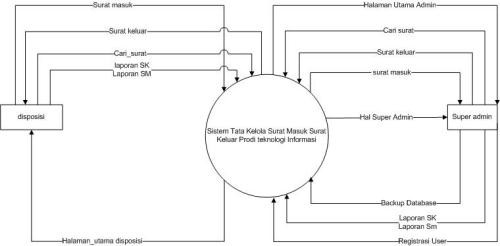 Surat masuk
Halaman Utama Admin
Surat keluar
Cari surat
Cari_surat
Surat keluar
laporan SK
Laporan SM
surat masuk
disposisi
Sistem Tata Kelola Surat Masuk Surat
Keluar Prodi teknologi Informasi
Hal Super Admin
Super admin
Backup Database
Laporan SK
Laporan Sm
Halaman_utama disposisi
Registrasi User